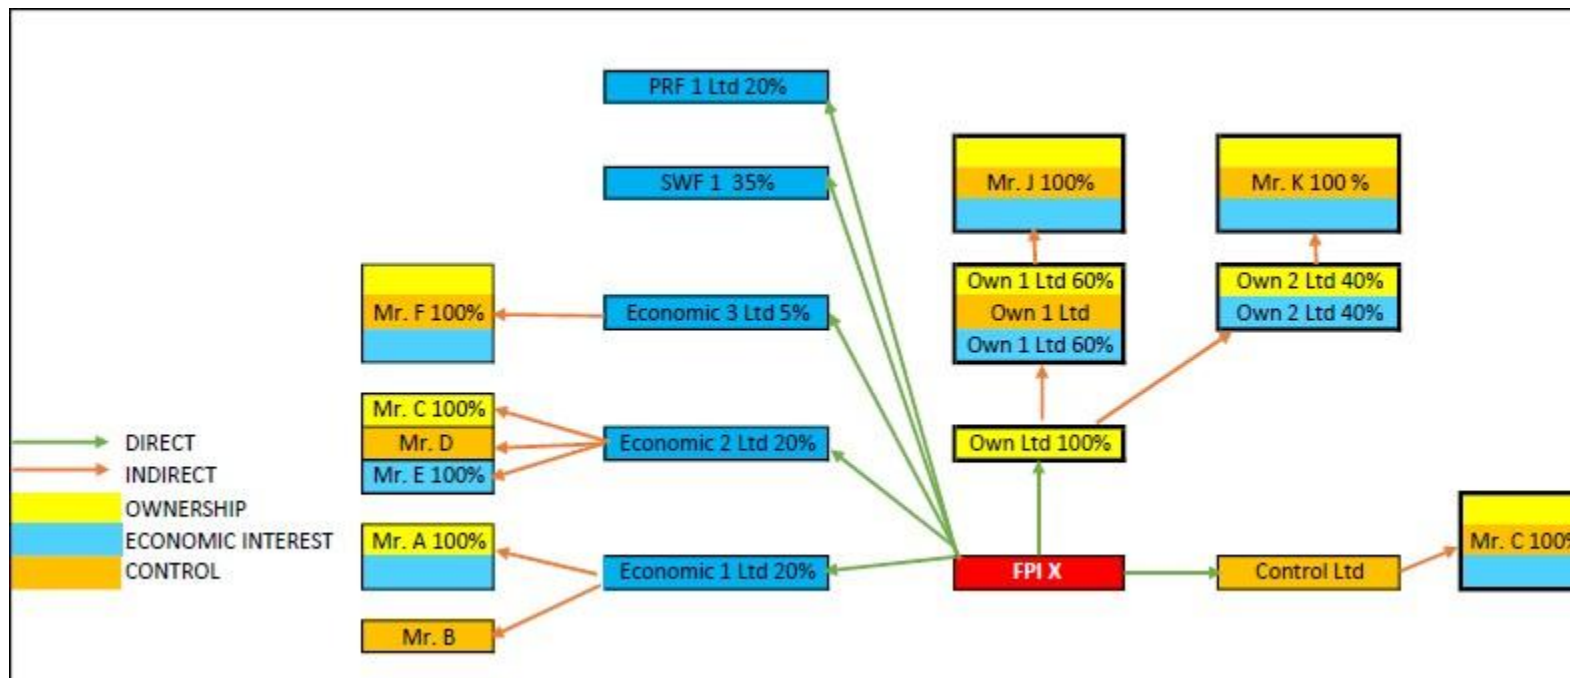 PRF 1 Ltd 20%
SWF 1 35%
Mr. J 100%
Mr. K 100 %
Own 1 Ltd 60%
Own 1 Ltd
Own 1 Ltd 60%
Own 2 Ltd 40%
Own 2 Ltd 40%
Mr. F 100%
Economic 3 Ltd 5%
Mr. C 100%
Mr. D
Mr. E 100%
Economic 2 Ltd 20%
Own Ltd 100%
DIRECT
INDIRECT
OWNERSHIP
ECONOMIC INTEREST
CONTROL
Mr. A 100%
Economic 1 Ltd 20%
FPI X
Control Ltd
Mr. C 100%
Mr. B